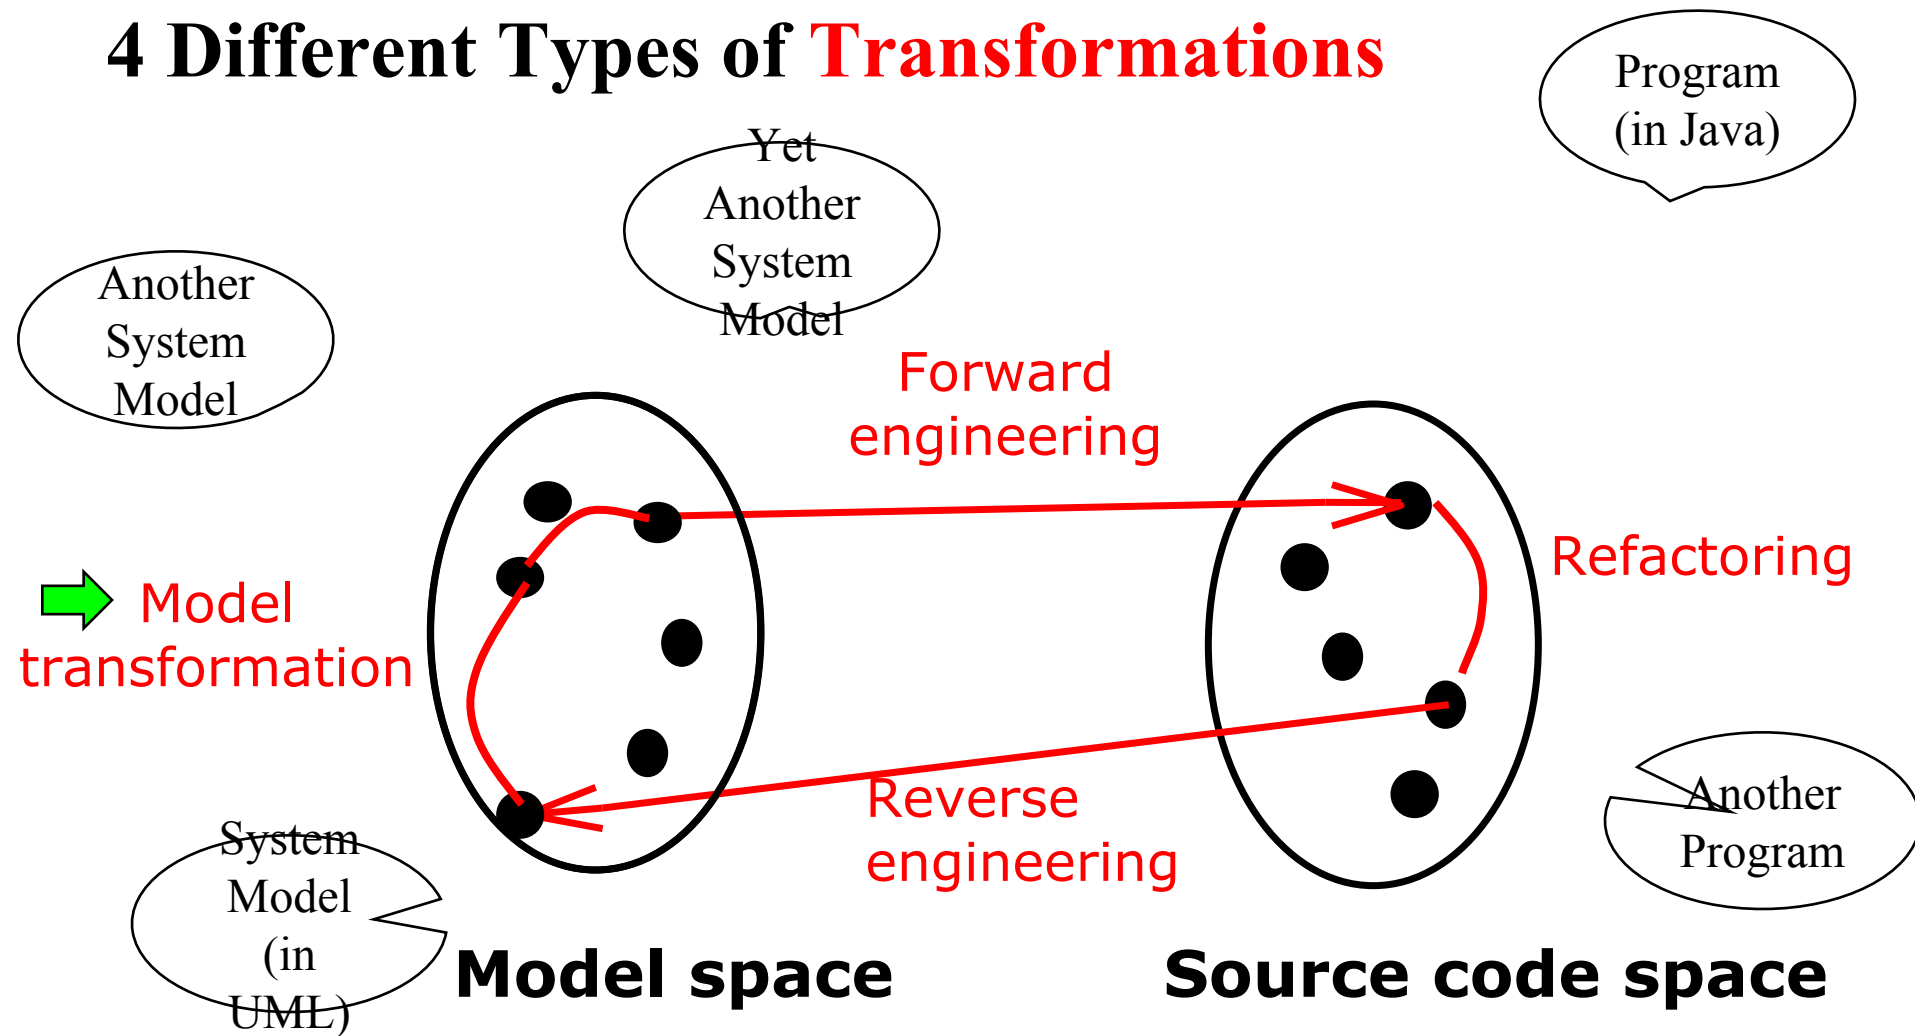 4 Different Types of Transformations
Program
(in Java)
Yet
Another
System
Model
Another
System
Model
Forward
engineering
Refactoring
Model
transformation
Reverse
engineering
Another
Program
System
Model
(in
UML)
Model space
Source code space